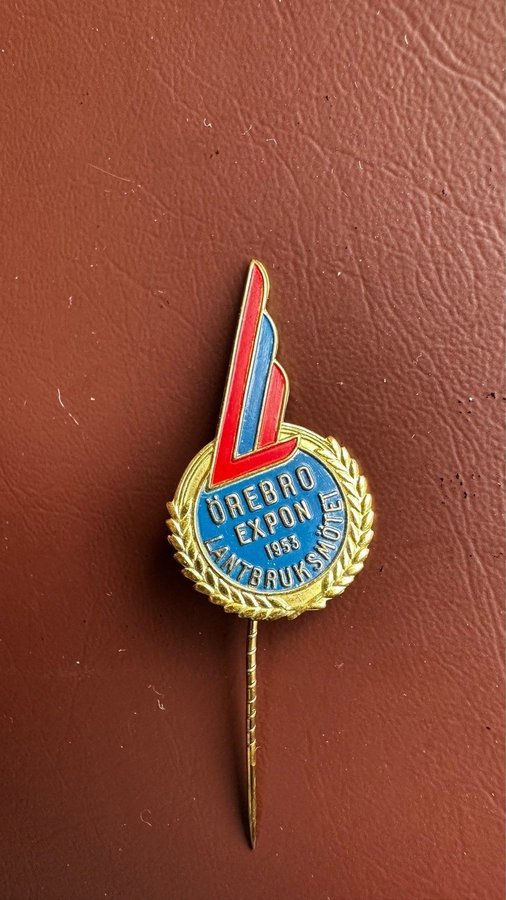 ÖREBRO
EXPON
1953
LANTBRUKSMÖTET